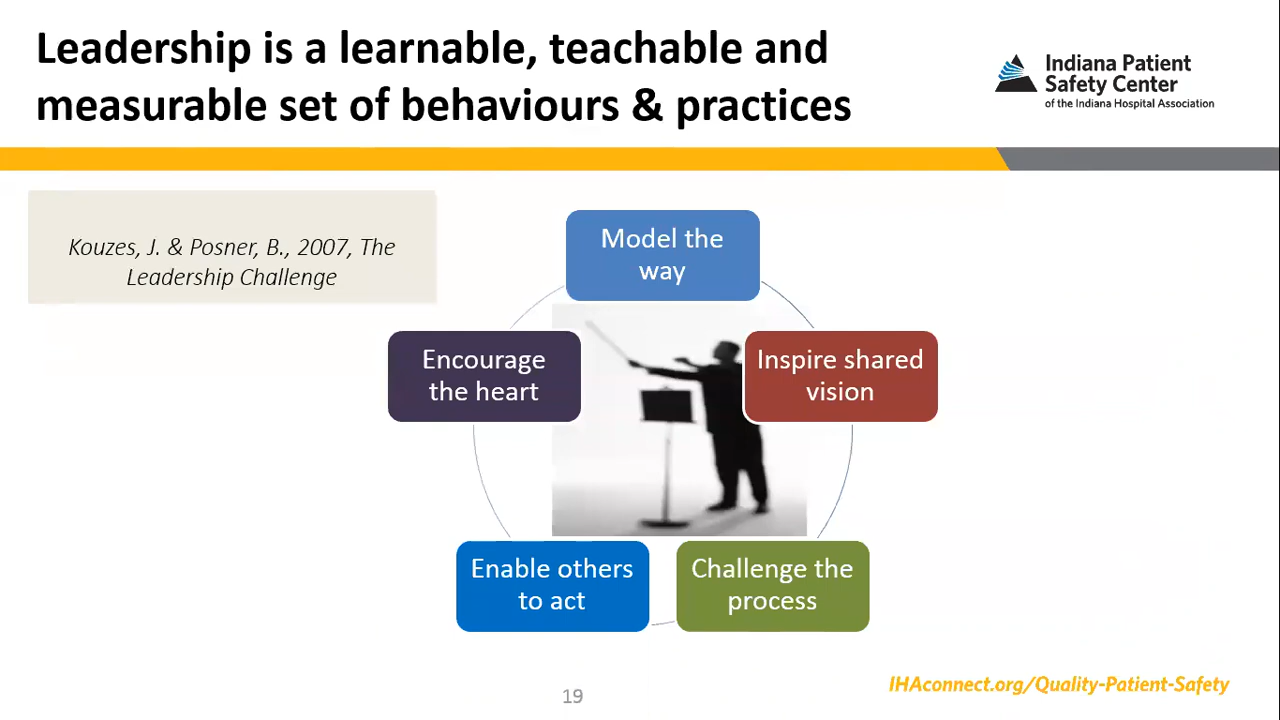 Leadership is a learnable, teachable and
measurable set of behaviours & practices
Indiana Patient
Safety Center
of the Indiana Hospital Association
Kouzes, J. & Posner, B., 2007, The
Leadership Challenge
Model the
way
Inspire shared
vision
Challenge the
process
Enable others
to act
Encourage
the heart
19
IHAconnect.org/Quality-Patient-Safety